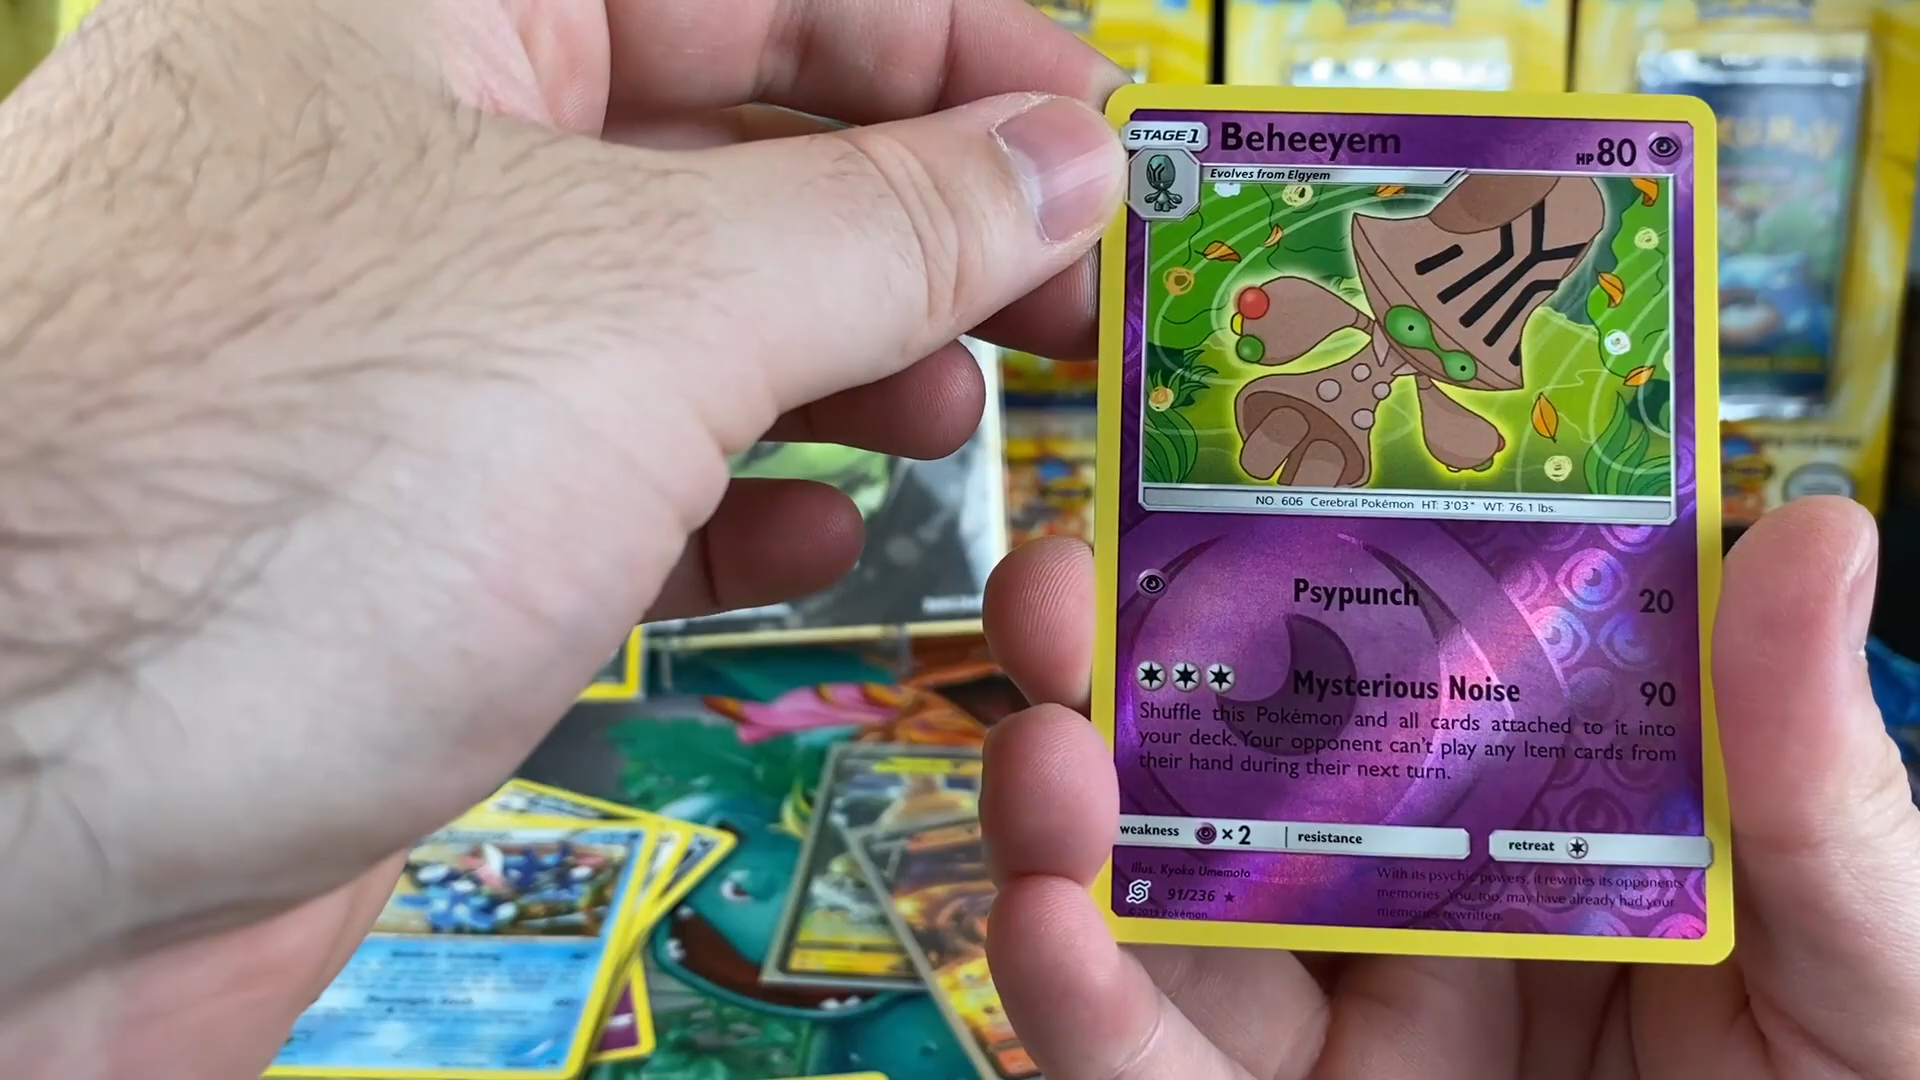 STAGE 1
Beheeyem
HP 80
Evolves from Elgyem
NO. 606 Cerebral Pokémon HT: 3'03" WT: 76.1 lbs.
Psypunch 20
Mysterious Noise 90
Shuffle this Pokémon and all cards attached to it into
your deck. Your opponent can't play any Item cards from
their hand during their next turn.
weakness ×2 resistance
retreat
Illus. Kyoko Umemoto
91/236
©2019 Pokémon
With its psychic powers, it rewrites its opponents'
memories. You, too, may have already had your
memories rewritten.